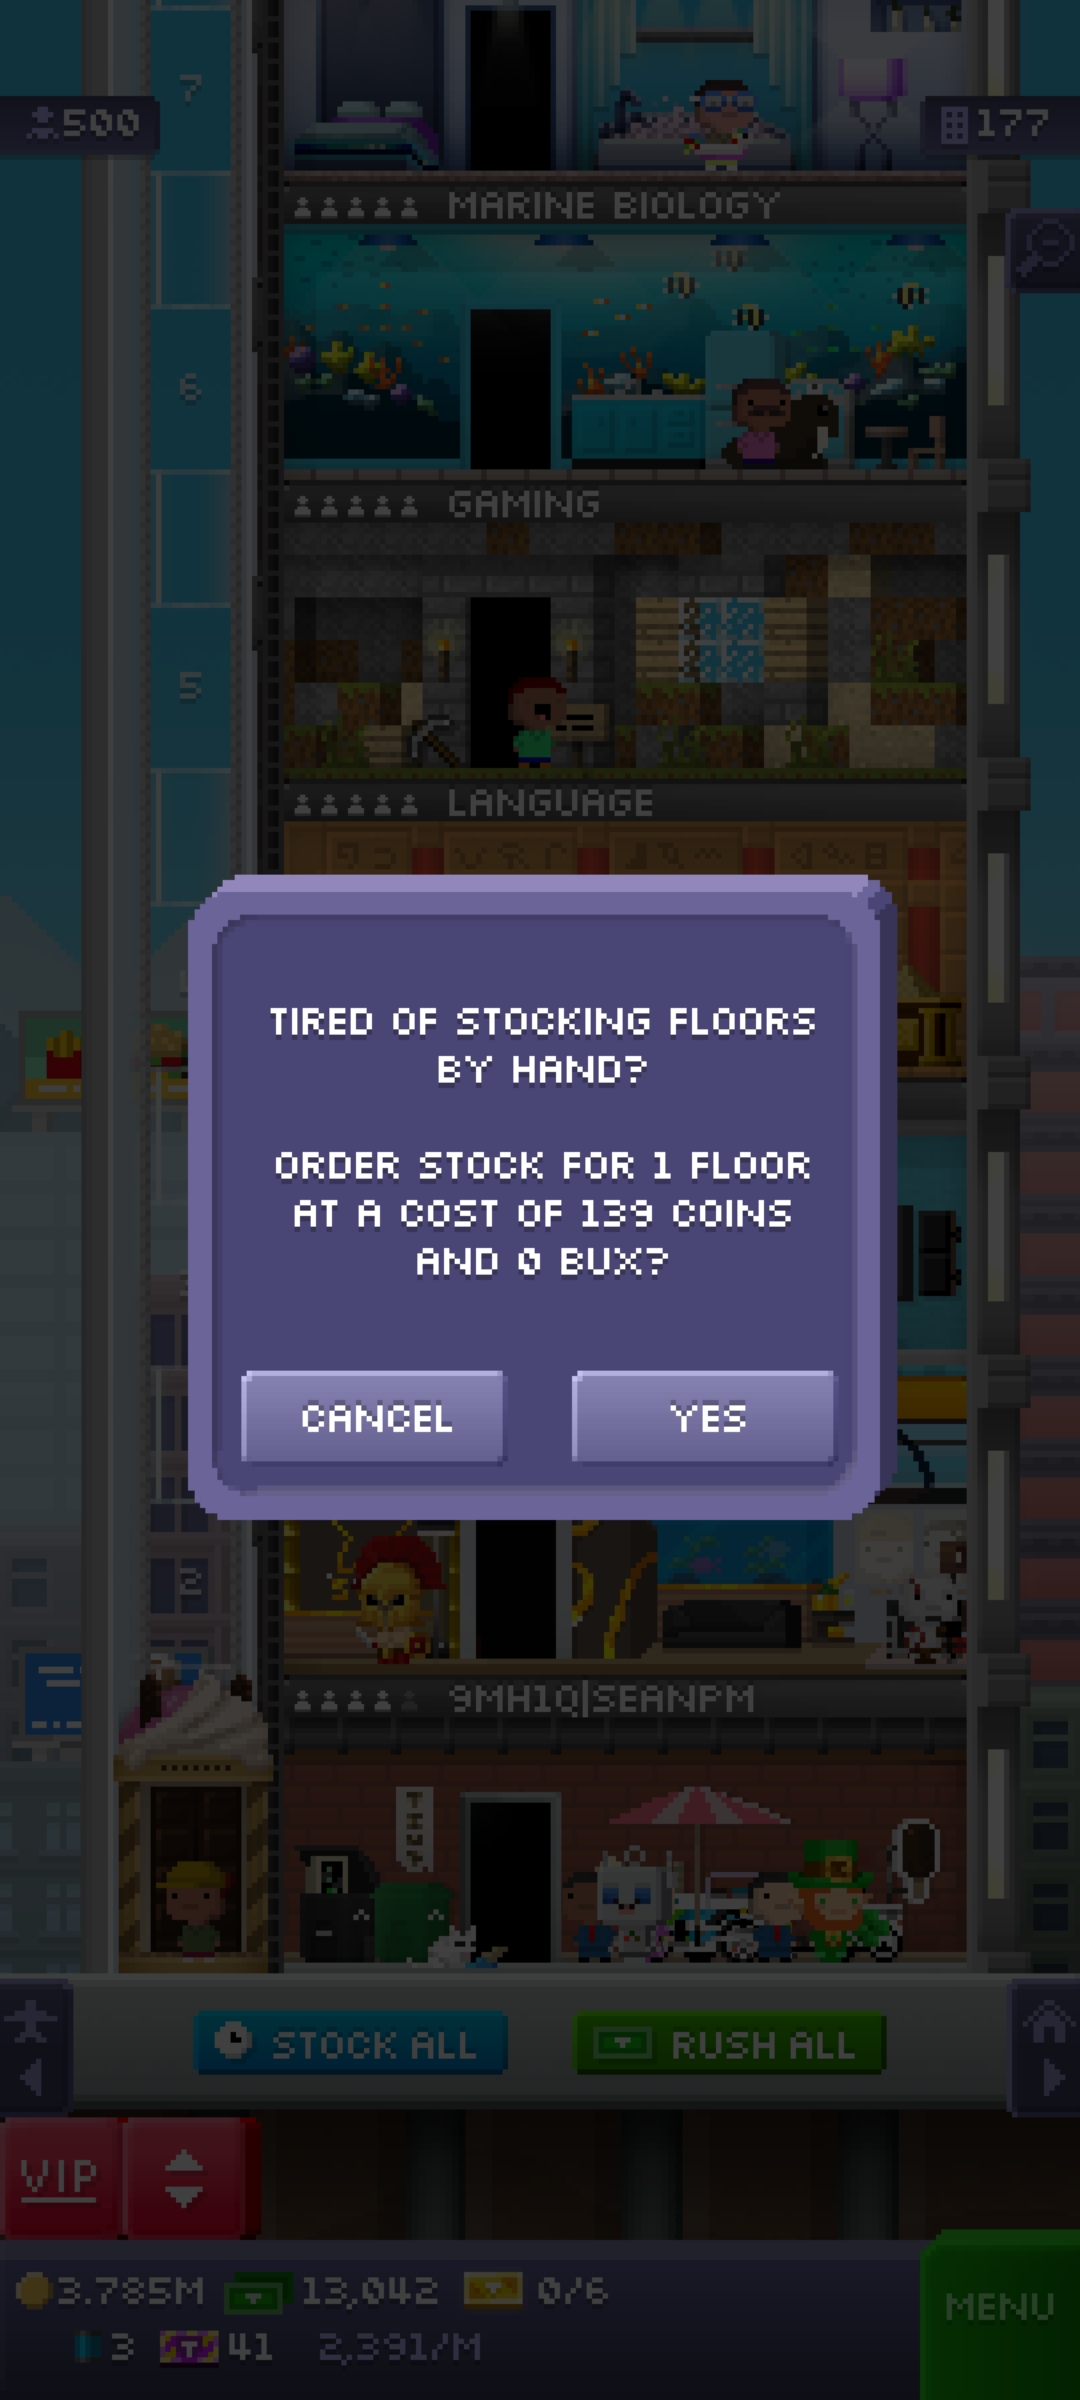 7
500
177
MARINE BIOLOGY
6
GAMING
5
LANGUAGE
TIRED OF STOCKING FLOORS
BY HAND?
ORDER STOCK FOR 1 FLOOR
AT A COST OF 139 COINS
AND 0 BUX?
CANCEL
YES
2
9MH1Q|SEANPM
STOCK ALL
RUSH ALL
VIP
3.785M
13,042
0/6
MENU
3
T
41
2,391/M